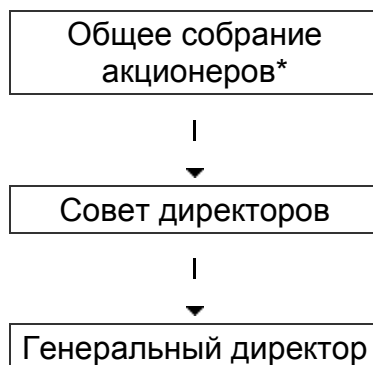 Общее собрание
акционеров*
Совет директоров
Генеральный директор